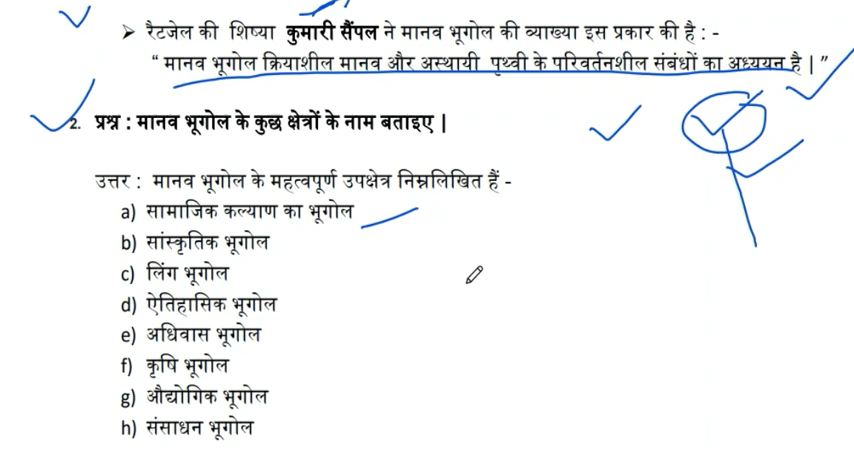 ➢ रैटजेल की शिष्या कुमारी सैंपल ने मानव भूगोल की व्याख्या इस प्रकार की है : -
“ मानव भूगोल क्रियाशील मानव और अस्थायी पृथ्वी के परिवर्तनशील संबंधों का अध्ययन है | ”
2. प्रश्न : मानव भूगोल के कुछ क्षेत्रों के नाम बताइए |
उत्तर : मानव भूगोल के महत्वपूर्ण उपक्षेत्र निम्नलिखित हैं -
a) सामाजिक कल्याण का भूगोल
b) सांस्कृतिक भूगोल
c) लिंग भूगोल
d) ऐतिहासिक भूगोल
e) अधिवास भूगोल
f) कृषि भूगोल
g) औद्योगिक भूगोल
h) संसाधन भूगोल